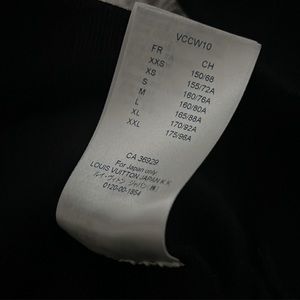 VCCW10
FR CH
XXS 150/68
XS 155/72A
S 160/76A
M 160/80A
L 165/88A
XL 170/92A
XXL 175/98A
CA 36929
For Japan only
LOUIS VUITTON JAPAN K.K
ルイ・ヴィトン ジャパン(株)
0120-00-1854